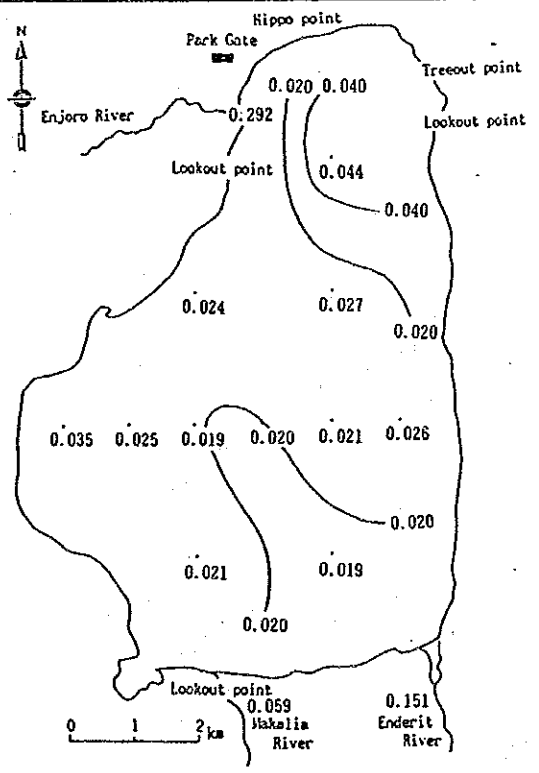 Hippo point
N
Park Gate
0.020 0.040
Treeout point
Enjoro River
0.292
Lookout point
Lookout point
0.044
0.040
0.024
0.027
0.020
0.035 0.025 0.019 0.020 0.021 0.026
0.020
0.021
0.019
0.020
Lookout point
0.059
0.151
0 1 2 km
Makalia
River
Enderit
River